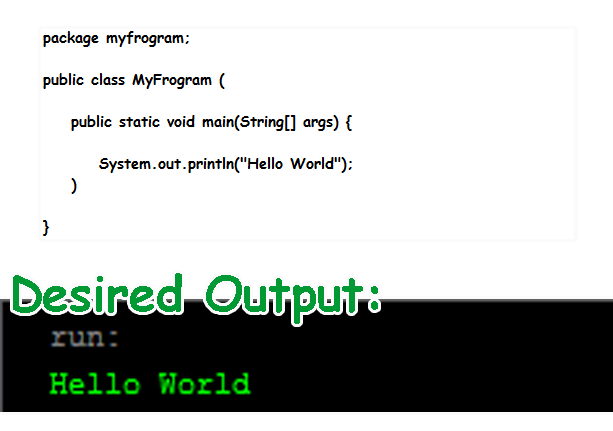 package myfrogram;
public class MyFrogram (
public static void main(String[] args) {
System.out.println("Hello World");
)
}
Desired Output:
run:
Hello World